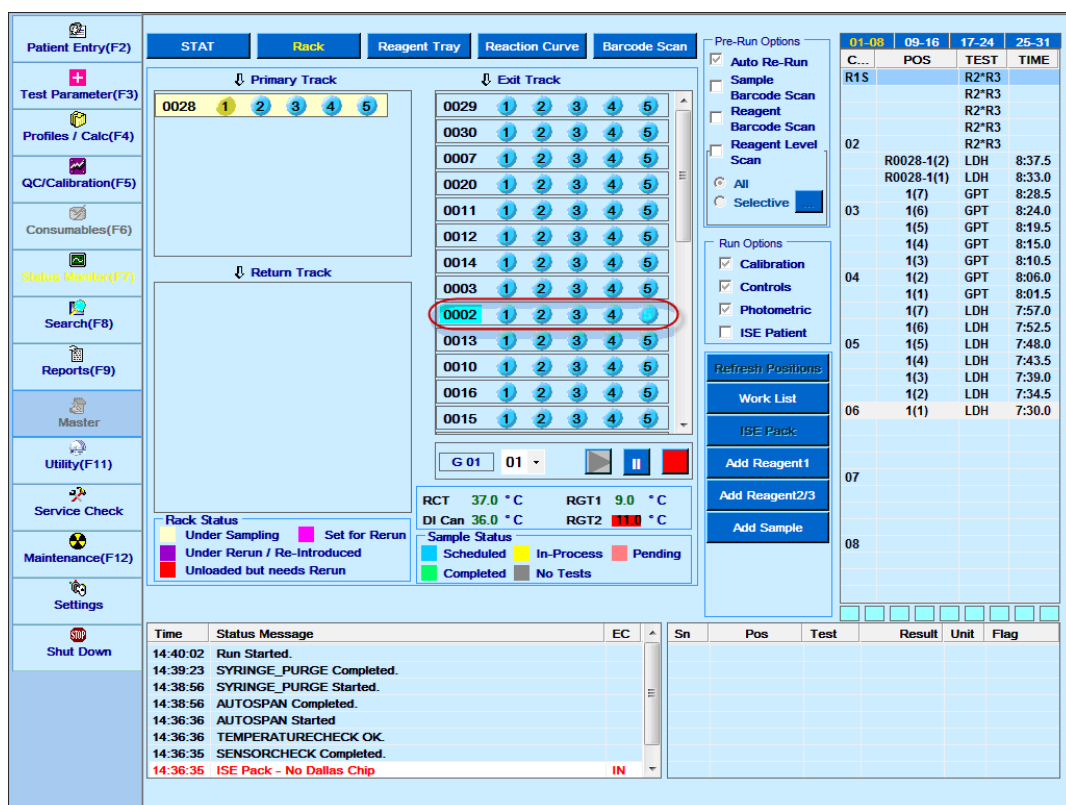 Patient Entry(F2)
Test Parameter(F3)
Profiles / Calc(F4)
QC/Calibration(F5)
Consumables(F6)
Status Monitor(F7)
Search(F8)
Reports(F9)
Master
Utility(F11)
Service Check
Maintenance(F12)
Settings
STOP
Shut Down
STAT Rack Reagent Tray Reaction Curve Barcode Scan
Primary Track
0028 1 2 3 4 5
Return Track
Exit Track
0029 1 2 3 4 5
0030 1 2 3 4 5
0007 1 2 3 4 5
0020 1 2 3 4 5
0011 1 2 3 4 5
0012 1 2 3 4 5
0014 1 2 3 4 5
0003 1 2 3 4 5
0002 1 2 3 4 5
0013 1 2 3 4 5
0010 1 2 3 4 5
0016 1 2 3 4 5
0015 1 2 3 4 5
G 01 01
RCT 37.0 °C RGT1 9.0 °C
DI Can 36.0 °C RGT2 11.0 °C
Rack Status
Under Sampling Set for Rerun
Under Rerun / Re-Introduced
Unloaded but needs Rerun
Sample Status
Scheduled In-Process Pending
Completed No Tests
Pre-Run Options
Auto Re-Run
Sample
Barcode Scan
Reagent
Barcode Scan
Reagent Level
Scan
All
Selective ...
Run Options
Calibration
Controls
Photometric
ISE Patient
Refresh Positions
Work List
ISE Pack
Add Reagent1
Add Reagent2/3
Add Sample
01-08 09-16 17-24 25-31
C... POS TEST TIME
R1S R2*R3
R2*R3
R2*R3
R2*R3
02 R2*R3
R0028-1(2) LDH 8:37.5
R0028-1(1) LDH 8:33.0
1(7) GPT 8:28.5
03 1(6) GPT 8:24.0
1(5) GPT 8:19.5
1(4) GPT 8:15.0
1(3) GPT 8:10.5
04 1(2) GPT 8:06.0
1(1) GPT 8:01.5
1(7) LDH 7:57.0
1(6) LDH 7:52.5
05 1(5) LDH 7:48.0
1(4) LDH 7:43.5
1(3) LDH 7:39.0
1(2) LDH 7:34.5
06 1(1) LDH 7:30.0
07
08
Time Status Message EC
14:40:02 Run Started.
14:39:23 SYRINGE_PURGE Completed.
14:38:56 SYRINGE_PURGE Started.
14:38:56 AUTOSPAN Completed.
14:36:36 AUTOSPAN Started
14:36:36 TEMPERATURECHECK OK.
14:36:35 SENSORCHECK Completed.
14:36:35 ISE Pack - No Dallas Chip IN
Sn Pos Test Result Unit Flag